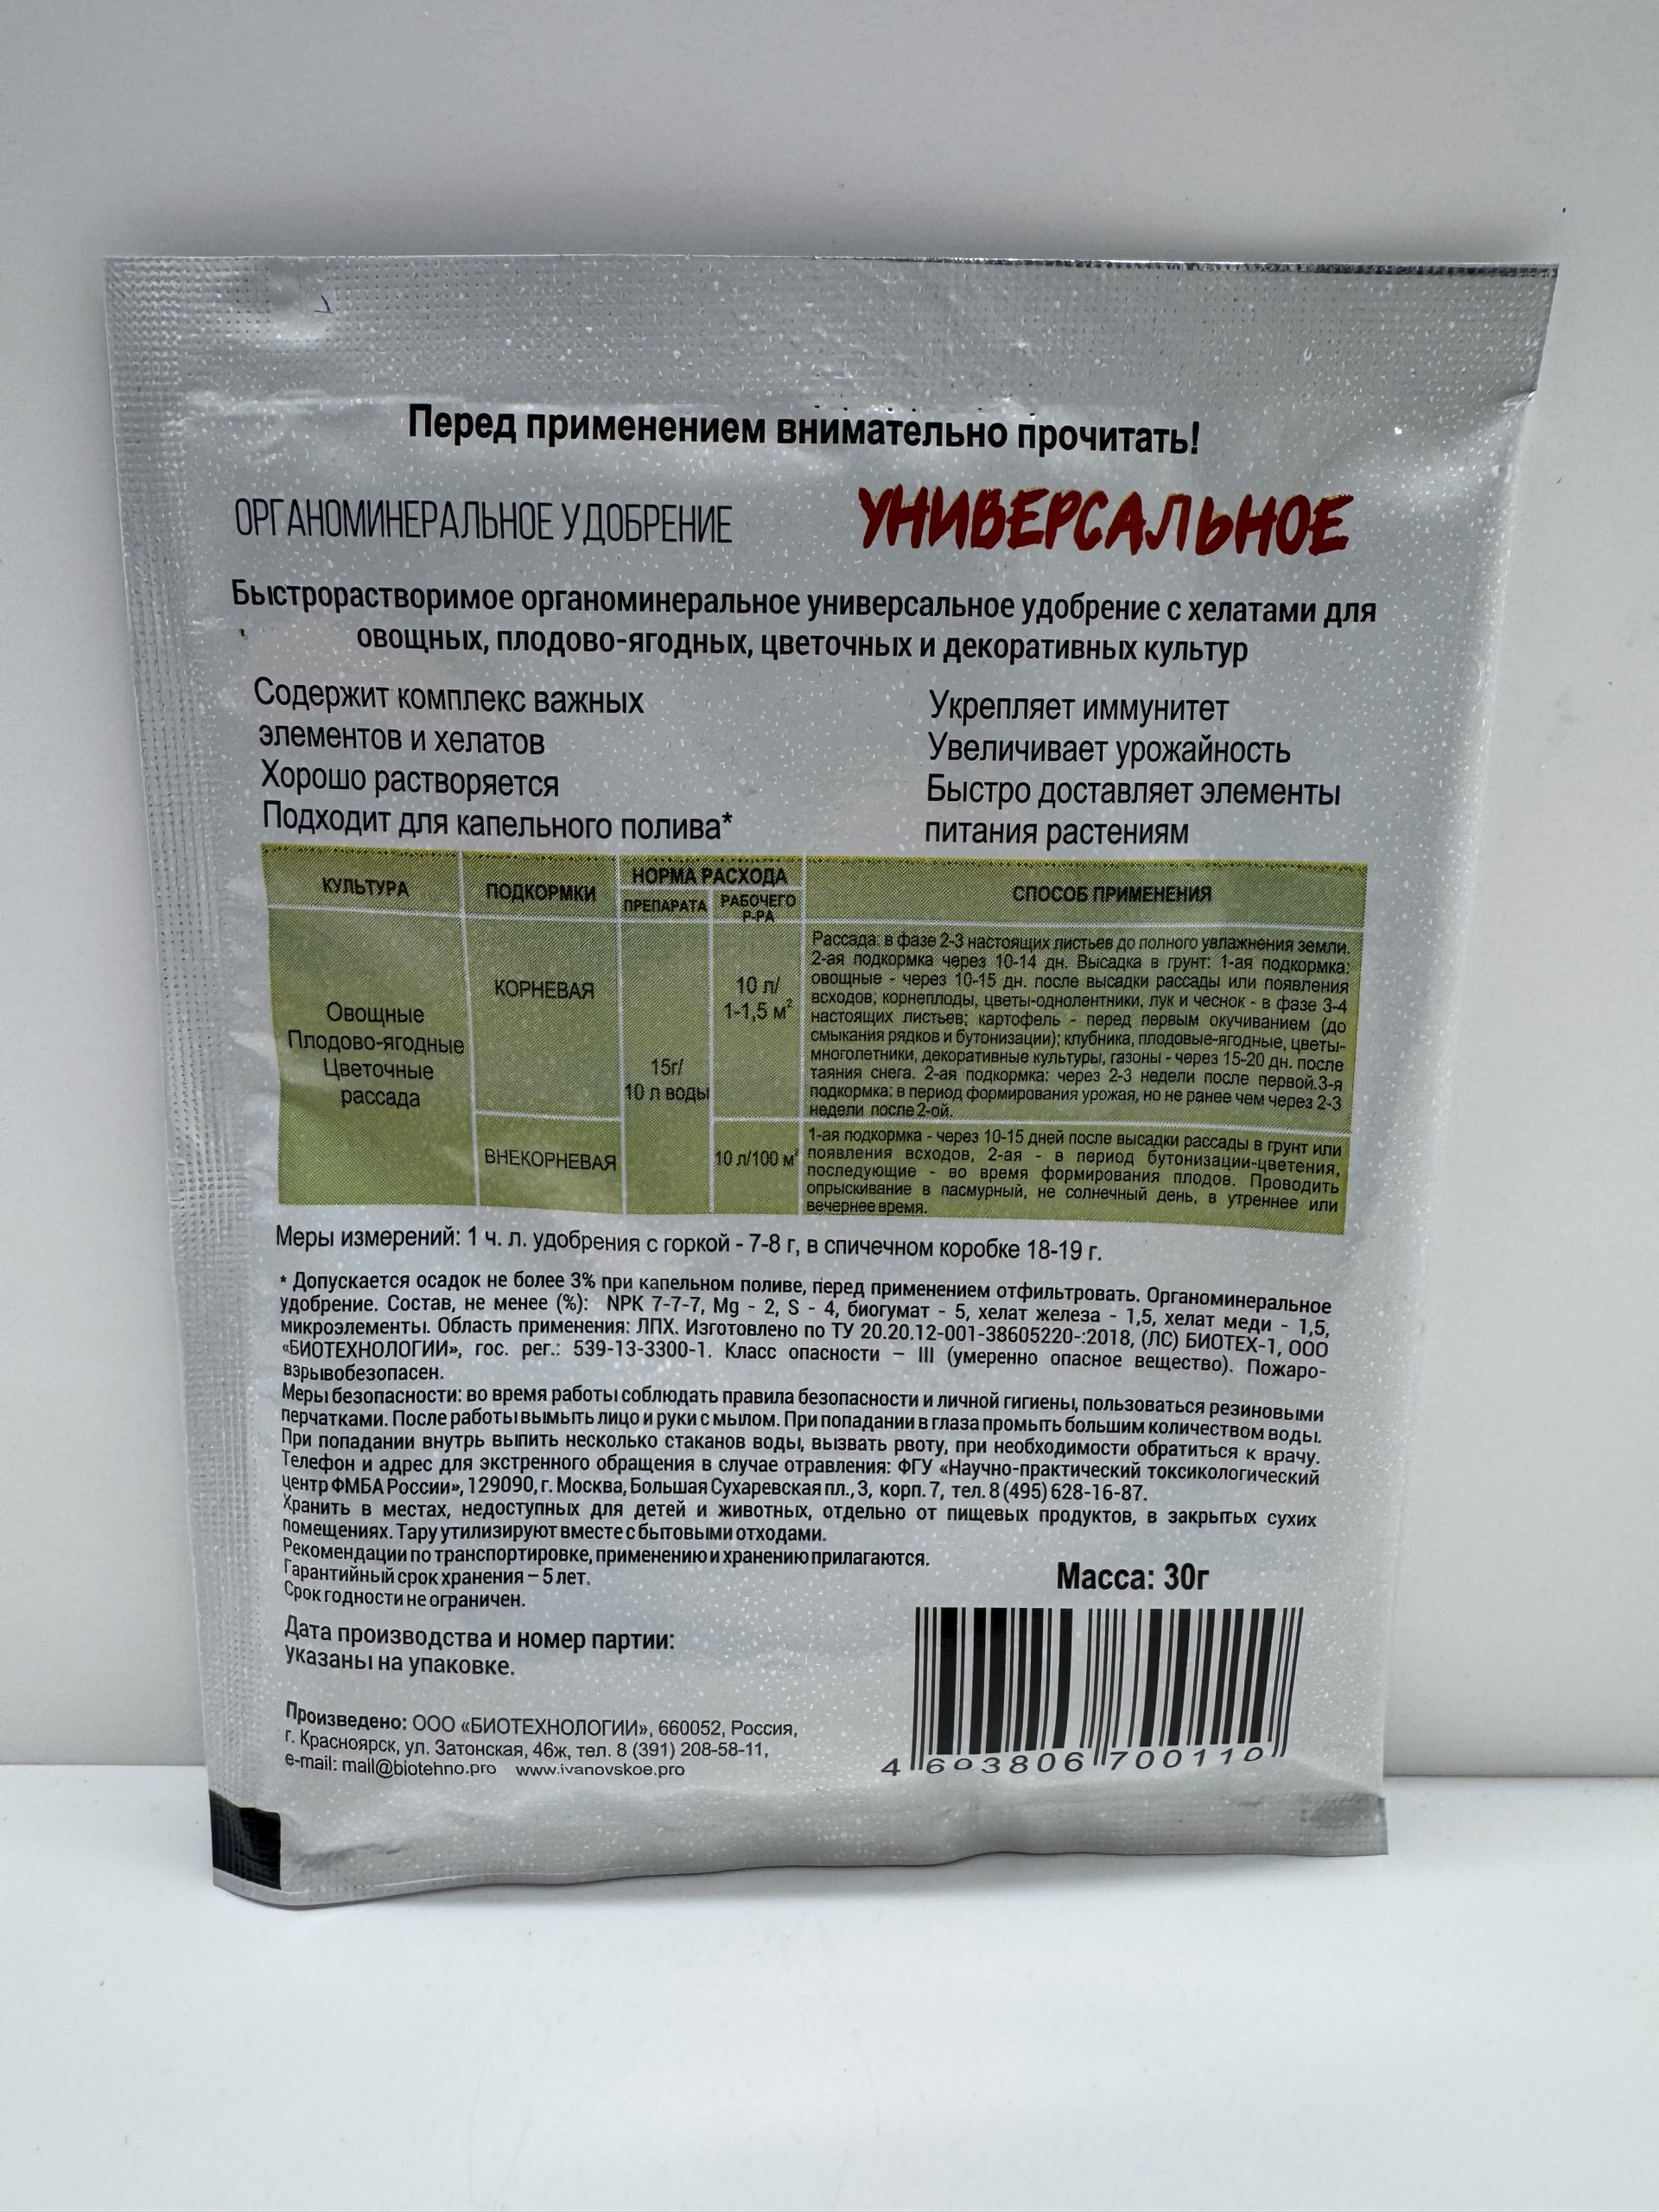 Перед применением внимательно прочитать!
ОРГАНОМИНЕРАЛЬНОЕ УДОБРЕНИЕ
УНИВЕРСАЛЬНОЕ
Быстрорастворимое органоминеральное универсальное удобрение с хелатами для
овощных, плодово-ягодных, цветочных и декоративных культур
Содержит комплекс важных
элементов и хелатов
Хорошо растворяется
Подходит для капельного полива*
Укрепляет иммунитет
Увеличивает урожайность
Быстро доставляет элементы
питания растениям
КУЛЬТУРА
ПОДКОРМКИ
НОРМА РАСХОДА
ПРЕПАРАТА
РАБОЧЕГО
Р-РА
СПОСОБ ПРИМЕНЕНИЯ
Овощные
Плодово-ягодные
Цветочные
рассада
КОРНЕВАЯ
15г/
10 л воды
10 л/
1-1,5 м²
Рассада: в фазе 2-3 настоящих листьев до полного увлажнения земли.
2-ая подкормка через 10-14 дн. Высадка в грунт: 1-ая подкормка:
овощные - через 10-15 дн. после высадки рассады или появления
всходов; корнеплоды, цветы-однолентники, лук и чеснок - в фазе 3-4
настоящих листьев; картофель - перед первым окучиванием (до
смыкания рядков и бутонизации); клубника, плодовые-ягодные, цветы-
многолетники, декоративные культуры, газоны - через 15-20 дн. после
таяния снега. 2-ая подкормка: через 2-3 недели после первой.3-я
подкормка: в период формирования урожая, но не ранее чем через 2-3
недели после 2-ой.
ВНЕКОРНЕВАЯ
10 л/100 м²
1-ая подкормка - через 10-15 дней после высадки рассады в грунт или
появления всходов, 2-ая - в период бутонизации-цветения,
последующие - во время формирования плодов. Проводить
опрыскивание в пасмурный, не солнечный день, в утреннее или
вечернее время.
Меры измерений: 1 ч. л. удобрения с горкой - 7-8 г, в спичечном коробке 18-19 г.
* Допускается осадок не более 3% при капельном поливе, перед применением отфильтровать. Органоминеральное
удобрение. Состав, не менее (%): NPK 7-7-7, Mg - 2, S - 4, биогумат - 5, хелат железа - 1,5, хелат меди - 1,5,
микроэлементы. Область применения: ЛПХ. Изготовлено по ТУ 20.20.12-001-38605220-:2018, (ЛС) БИОТЕХ-1, ООО
«БИОТЕХНОЛОГИИ», гос. рег.: 539-13-3300-1. Класс опасности – III (умеренно опасное вещество). Пожаро-
взрывобезопасен.
Меры безопасности: во время работы соблюдать правила безопасности и личной гигиены, пользоваться резиновыми
перчатками. После работы вымыть лицо и руки с мылом. При попадании в глаза промыть большим количеством воды.
При попадании внутрь выпить несколько стаканов воды, вызвать рвоту, при необходимости обратиться к врачу.
Телефон и адрес для экстренного обращения в случае отравления: ФГУ «Научно-практический токсикологический
центр ФМБА России», 129090, г. Москва, Большая Сухаревская пл., 3, корп. 7, тел. 8 (495) 628-16-87.
Хранить в местах, недоступных для детей и животных, отдельно от пищевых продуктов, в закрытых сухих
помещениях. Тару утилизируют вместе с бытовыми отходами.
Рекомендации по транспортировке, применению и хранению прилагаются.
Гарантийный срок хранения – 5 лет.
Срок годности не ограничен.
Масса: 30г
Дата производства и номер партии:
указаны на упаковке.
Произведено: ООО «БИОТЕХНОЛОГИИ», 660052, Россия,
г. Красноярск, ул. Затонская, 46ж, тел. 8 (391) 208-58-11,
e-mail: mail@biotehno.pro www.ivanovskoe.pro
4 603806 700110